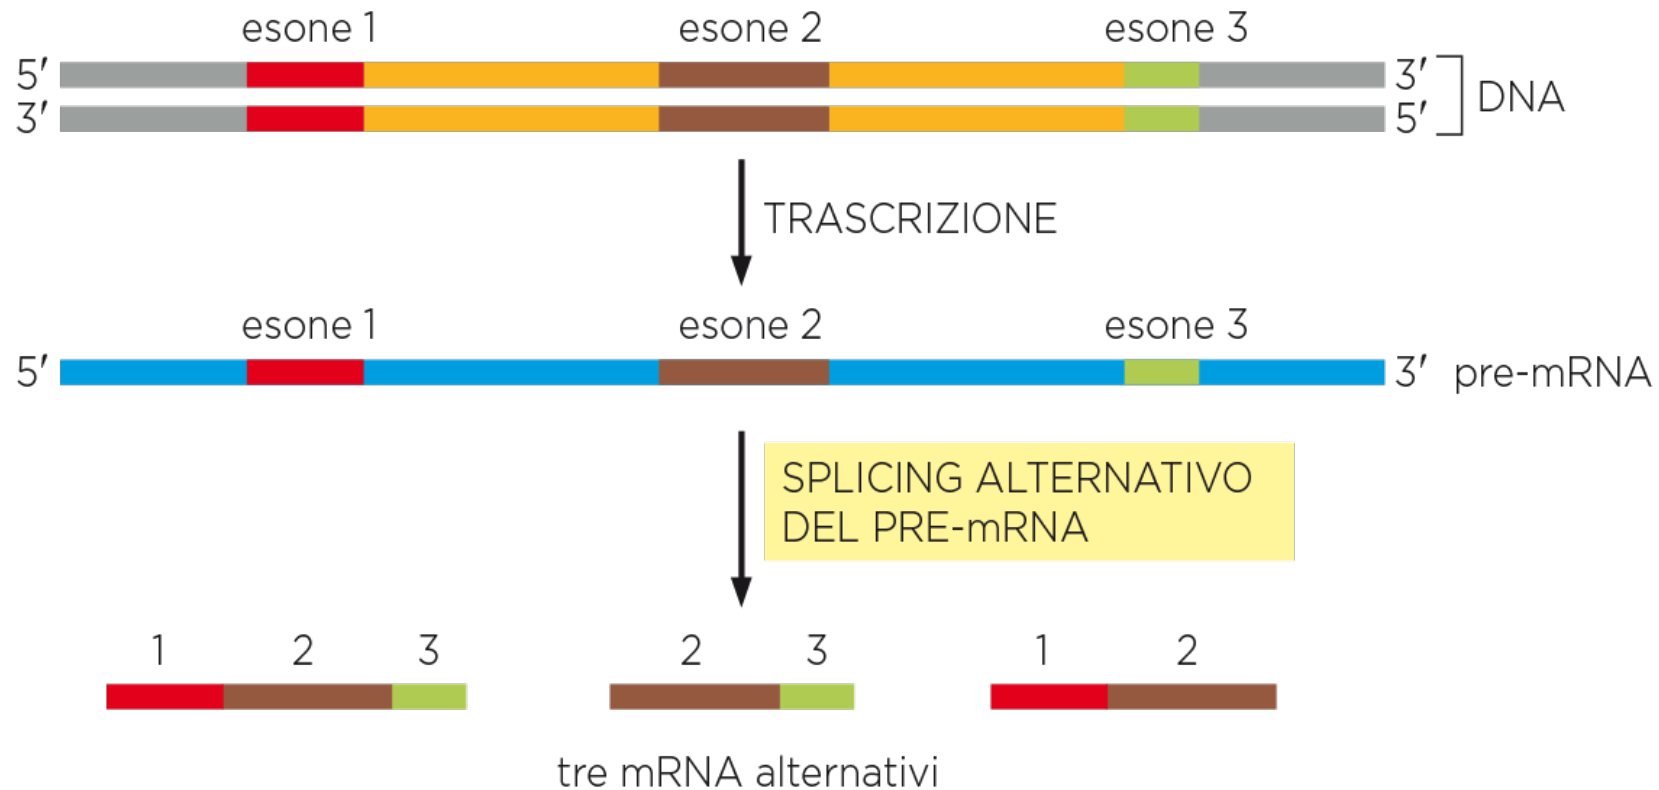 esone 1 esone 2 esone 3
5′ 3′
3′ 5′
DNA
TRASCRIZIONE
esone 1 esone 2 esone 3
5′ 3′ pre-mRNA
SPLICING ALTERNATIVO
DEL PRE-mRNA
1 2 3 2 3 1 2
tre mRNA alternativi